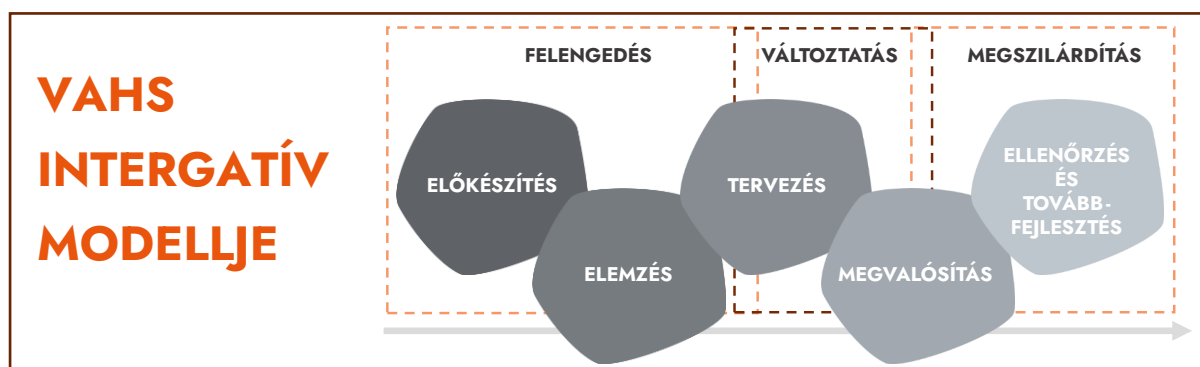 VAHS
INTERGATÍV
MODELLJE
FELENGEDÉS
VÁLTOZTATÁS
MEGSZILÁRDÍTÁS
ELŐKÉSZÍTÉS
ELEMZÉS
TERVEZÉS
MEGVALÓSÍTÁS
ELLENŐRZÉS
ÉS
TOVÁBB-
FEJLESZTÉS